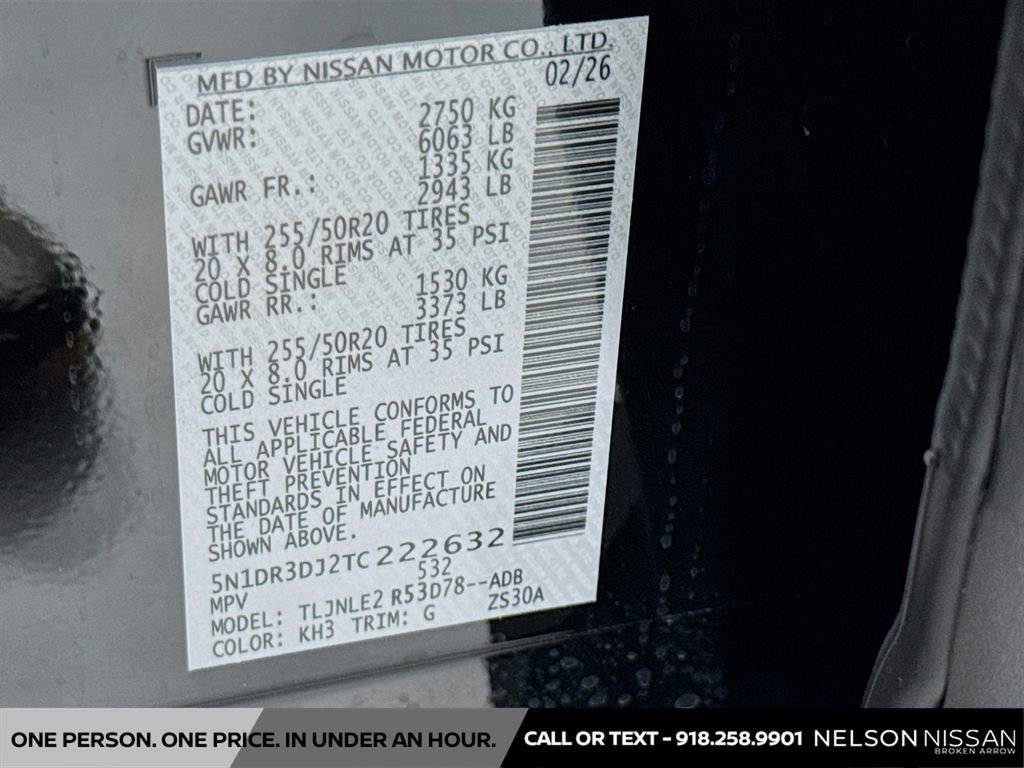 MFD BY NISSAN MOTOR CO., LTD.
DATE: 02/26
GVWR: 2750 KG
6063 LB
GAWR FR.: 1335 KG
2943 LB
WITH 255/50R20 TIRES
20 X 8.0 RIMS AT 35 PSI
COLD SINGLE
GAWR RR.: 1530 KG
3373 LB
WITH 255/50R20 TIRES
20 X 8.0 RIMS AT 35 PSI
COLD SINGLE
THIS VEHICLE CONFORMS TO
ALL APPLICABLE FEDERAL
MOTOR VEHICLE SAFETY AND
THEFT PREVENTION
STANDARDS IN EFFECT ON
THE DATE OF MANUFACTURE
SHOWN ABOVE.
5N1DR3DJ2TC222632
MPV 532
MODEL: TLJNLE2 R53D78--ADB
COLOR: KH3 TRIM: G ZS30A
ONE PERSON. ONE PRICE. IN UNDER AN HOUR.
CALL OR TEXT - 918.258.9901
NELSON NISSAN
BROKEN ARROW